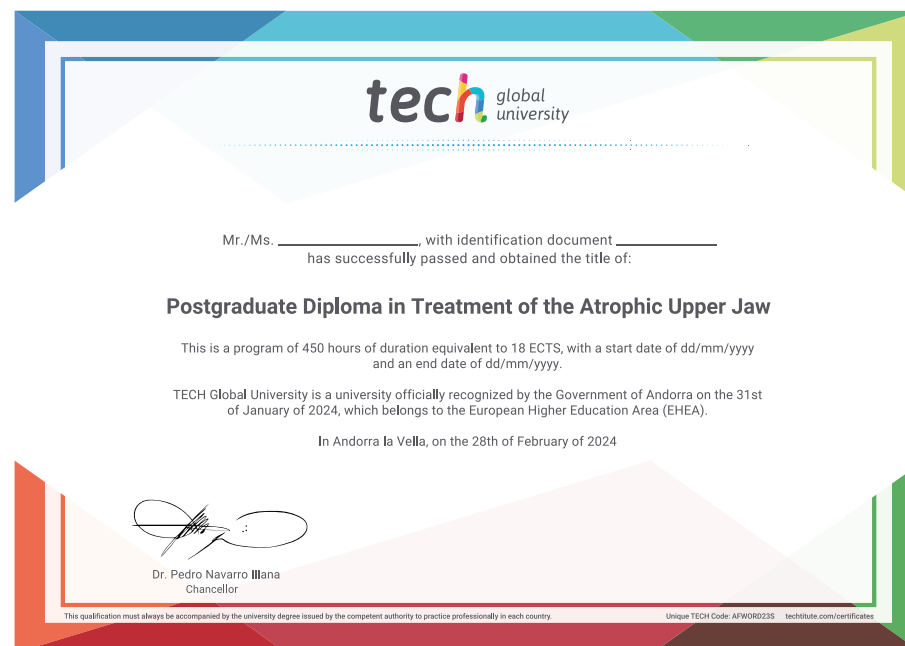 tech global university
Mr./Ms. ____________, with identification document ____________
has successfully passed and obtained the title of:
Postgraduate Diploma in Treatment of the Atrophic Upper Jaw
This is a program of 450 hours of duration equivalent to 18 ECTS, with a start date of dd/mm/yyyy
and an end date of dd/mm/yyyy.
TECH Global University is a university officially recognized by the Government of Andorra on the 31st
of January of 2024, which belongs to the European Higher Education Area (EHEA).
In Andorra la Vella, on the 28th of February of 2024
Dr. Pedro Navarro Illana
Chancellor
This qualification must always be accompanied by the university degree issued by the competent authority to practice professionally in each country.
Unique TECH Code: AFWORD23S techtitute.com/certificates